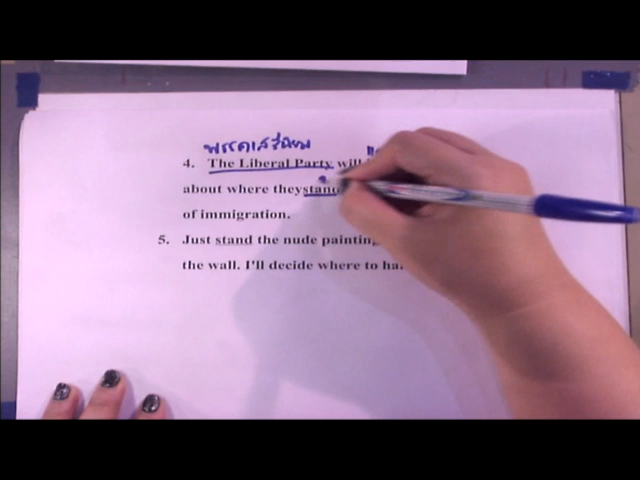 พรรคเสรีนิยม
4. The Liberal Party will
about where they stand
of immigration.
5. Just stand the nude painting
the wall. I'll decide where to